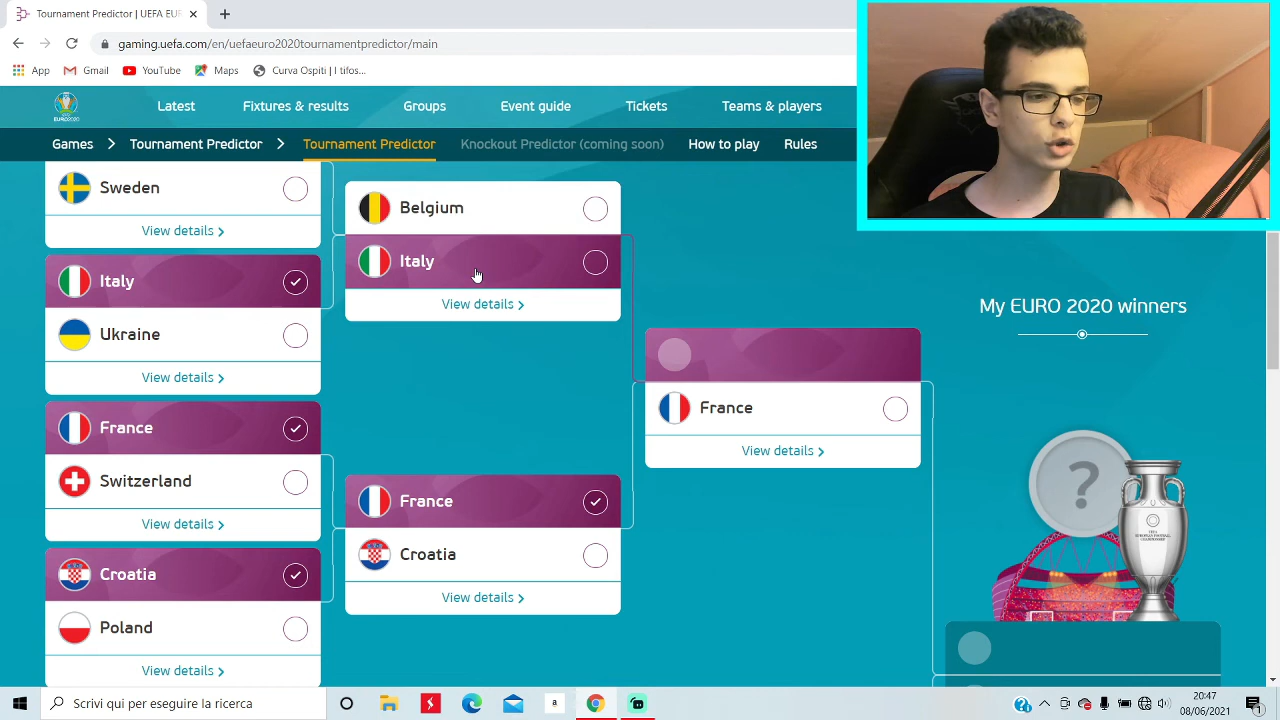 Tournament Predictor | UEFA EUR
gaming.uefa.com/en/uefaeuro2020tournamentpredictor/main
App Gmail YouTube Maps Curva Ospiti | tifos...
EURO2020
Latest Fixtures & results Groups Event guide Tickets Teams & players
Games Tournament Predictor Tournament Predictor Knockout Predictor (coming soon) How to play Rules
Sweden
View details
Italy
Ukraine
View details
France
Switzerland
View details
Croatia
Poland
View details
Belgium
Italy
View details
France
Croatia
View details
France
View details
My EURO 2020 winners
?
Scrivi qui per eseguire la ricerca
a
20:47
08/06/2021
1